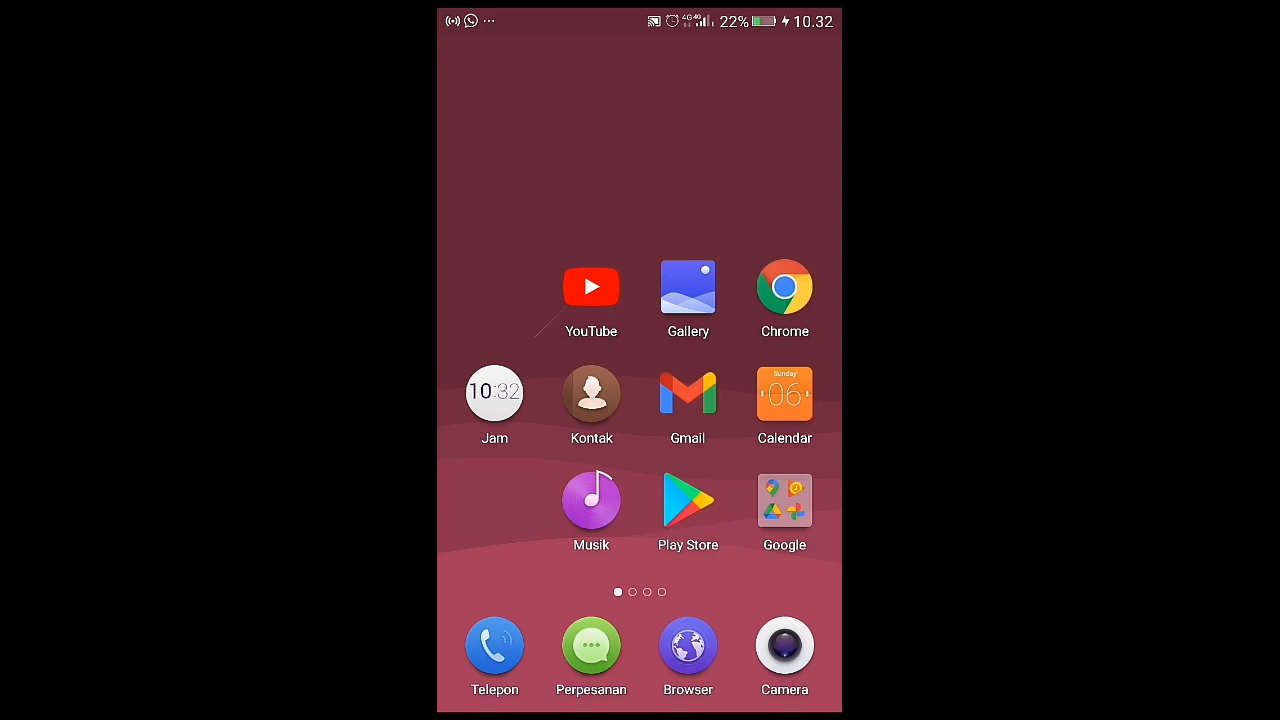 22% 10.32
YouTube Gallery Chrome
10:32 Sunday 06
Jam Kontak Gmail Calendar
Musik Play Store Google
Telepon Perpesanan Browser Camera